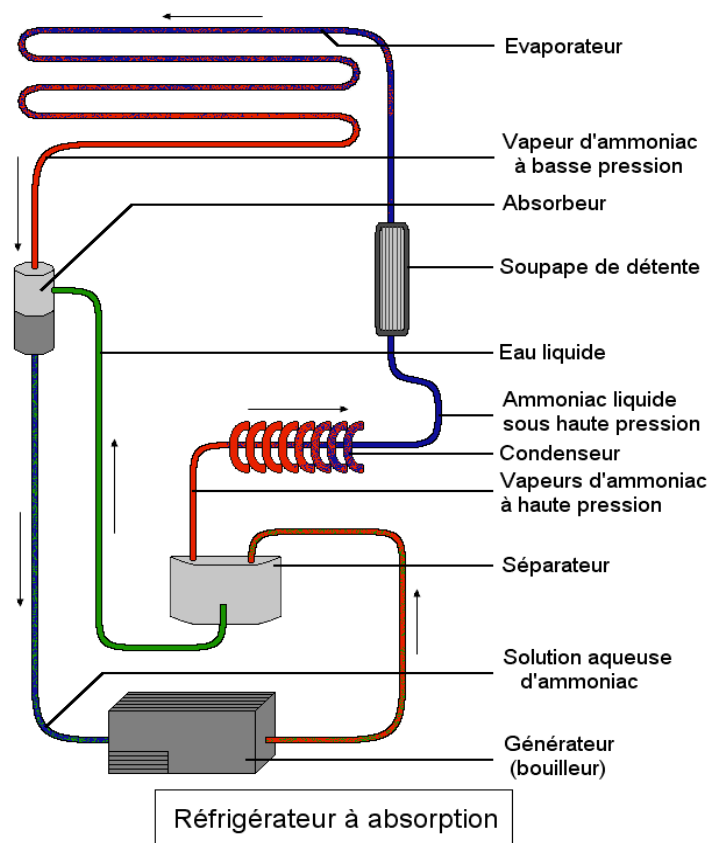 Evaporateur
Vapeur d'ammoniac
à basse pression
Absorbeur
Soupape de détente
Eau liquide
Ammoniac liquide
sous haute pression
Condenseur
Vapeurs d'ammoniac
à haute pression
Séparateur
Solution aqueuse
d'ammoniac
Générateur
(bouilleur)
Réfrigérateur à absorption